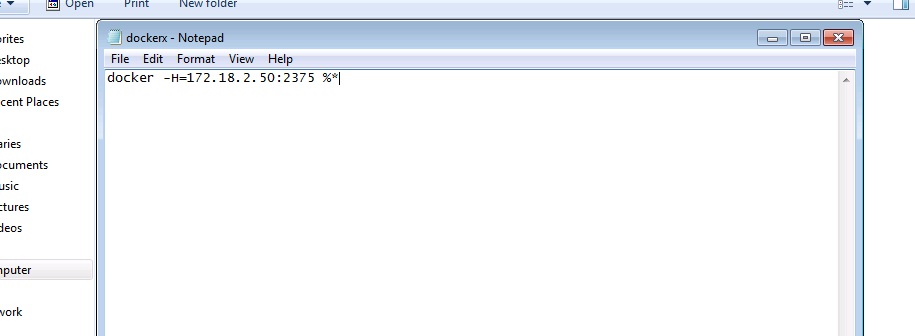 Open Print New folder
dockerx - Notepad
File Edit Format View Help
docker -H=172.18.2.50:2375 %*
orites
sktop
wnloads
cent Places
aries
ocuments
usic
ctures
deos
nputer
work